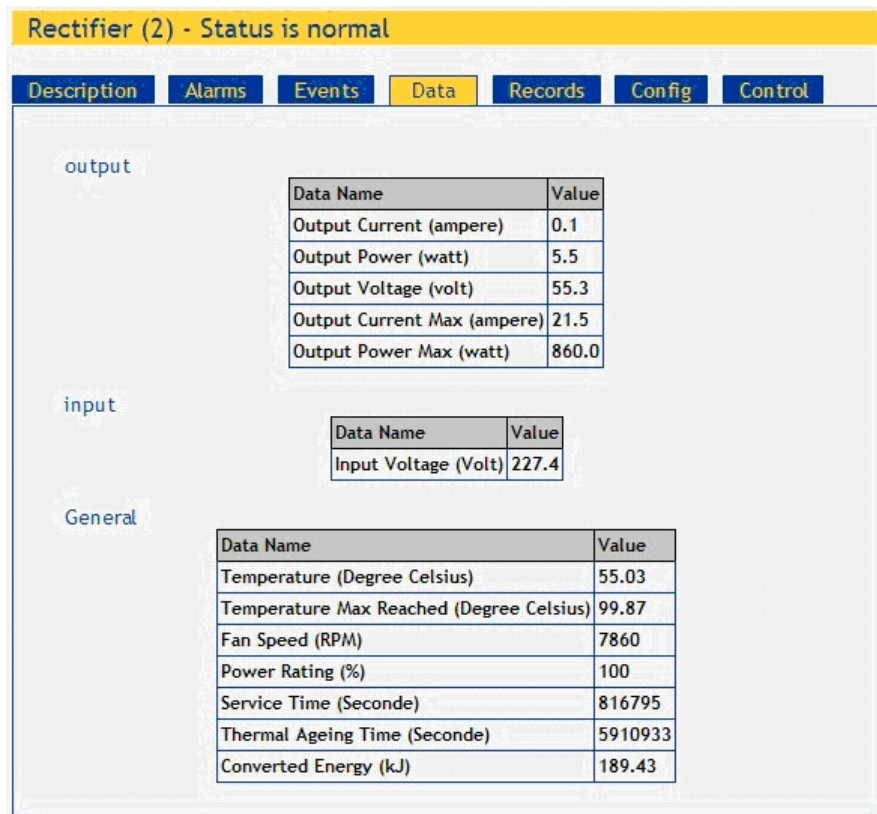 Rectifier (2) - Status is normal
Description Alarms Events Data Records Config Control
output
Data Name Value
Output Current (ampere) 0.1
Output Power (watt) 5.5
Output Voltage (volt) 55.3
Output Current Max (ampere) 21.5
Output Power Max (watt) 860.0
input
Data Name Value
Input Voltage (Volt) 227.4
General
Data Name Value
Temperature (Degree Celsius) 55.03
Temperature Max Reached (Degree Celsius) 99.87
Fan Speed (RPM) 7860
Power Rating (%) 100
Service Time (Seconde) 816795
Thermal Ageing Time (Seconde) 5910933
Converted Energy (kJ) 189.43